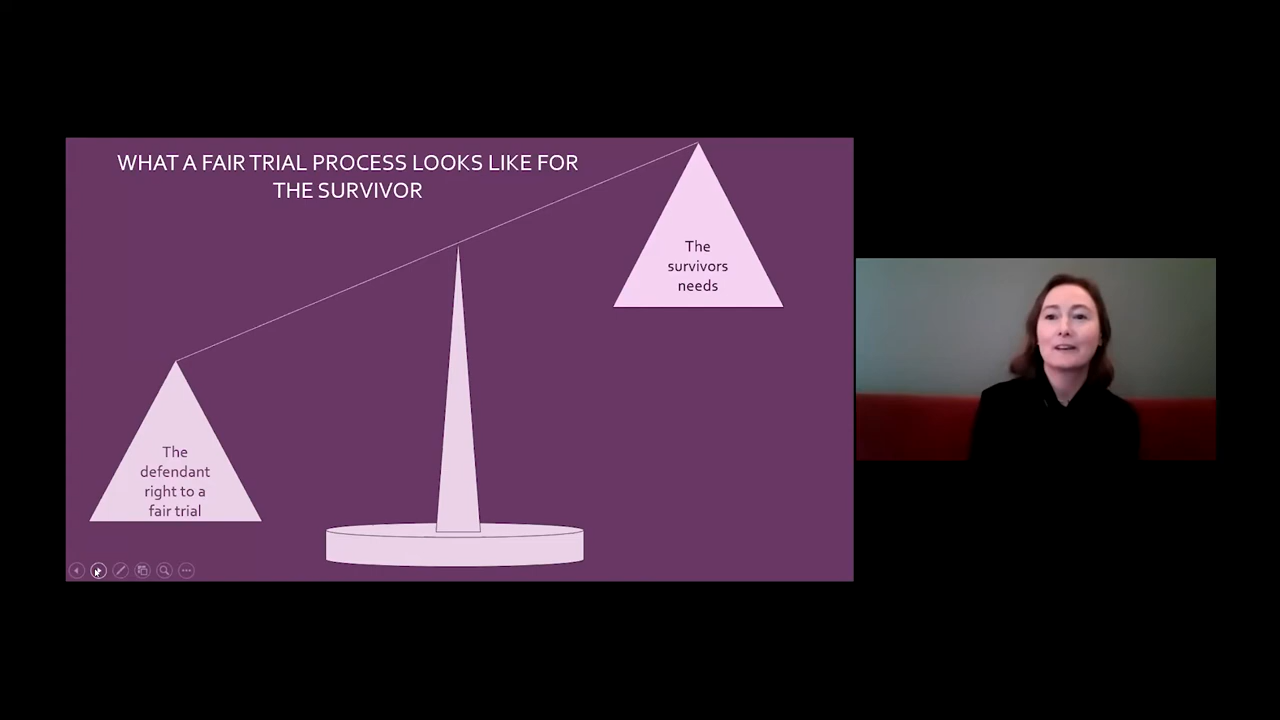 WHAT A FAIR TRIAL PROCESS LOOKS LIKE FOR
THE SURVIVOR
The
survivors
needs
The
defendant
right to a
fair trial